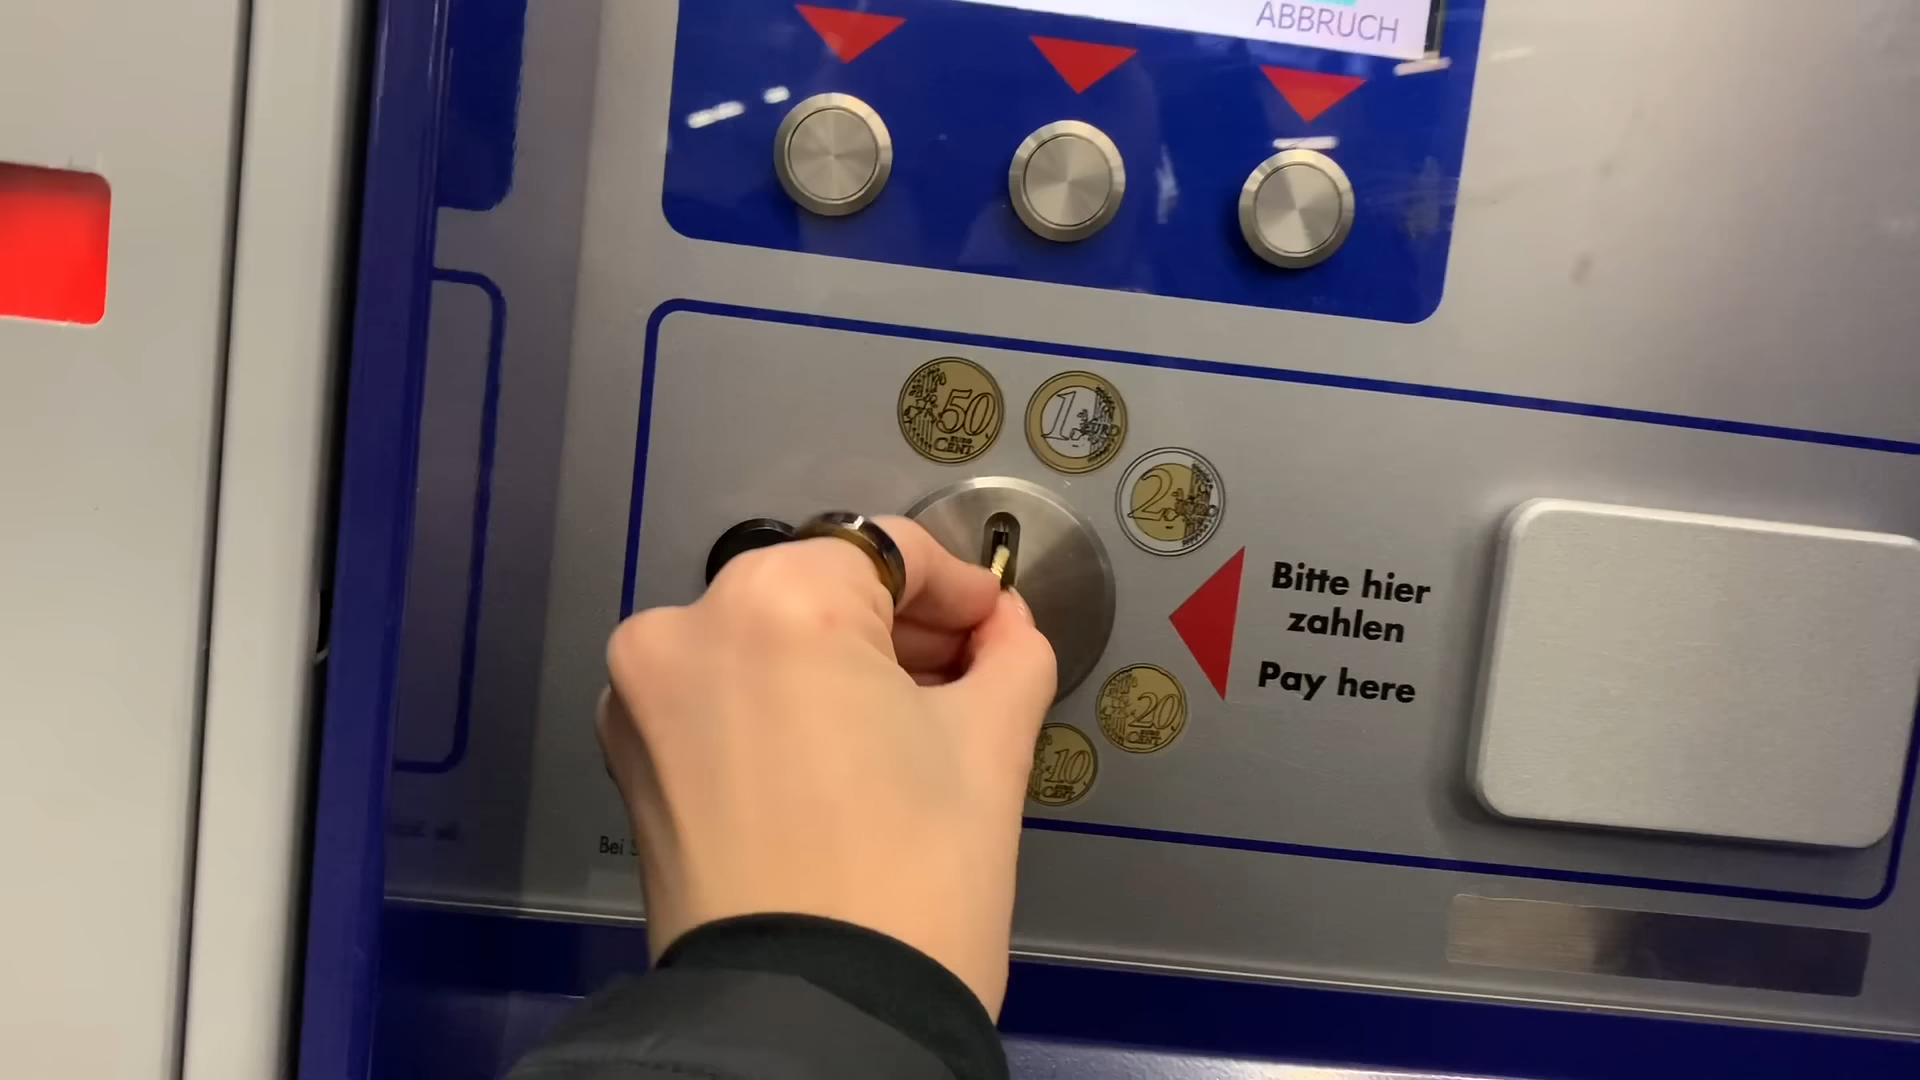 ABBRUCH
50
EURO
CENT
1
EURO
2
EURO
Bitte hier
zahlen
Pay here
20
EURO
CENT
10
EURO
CENT
Bei